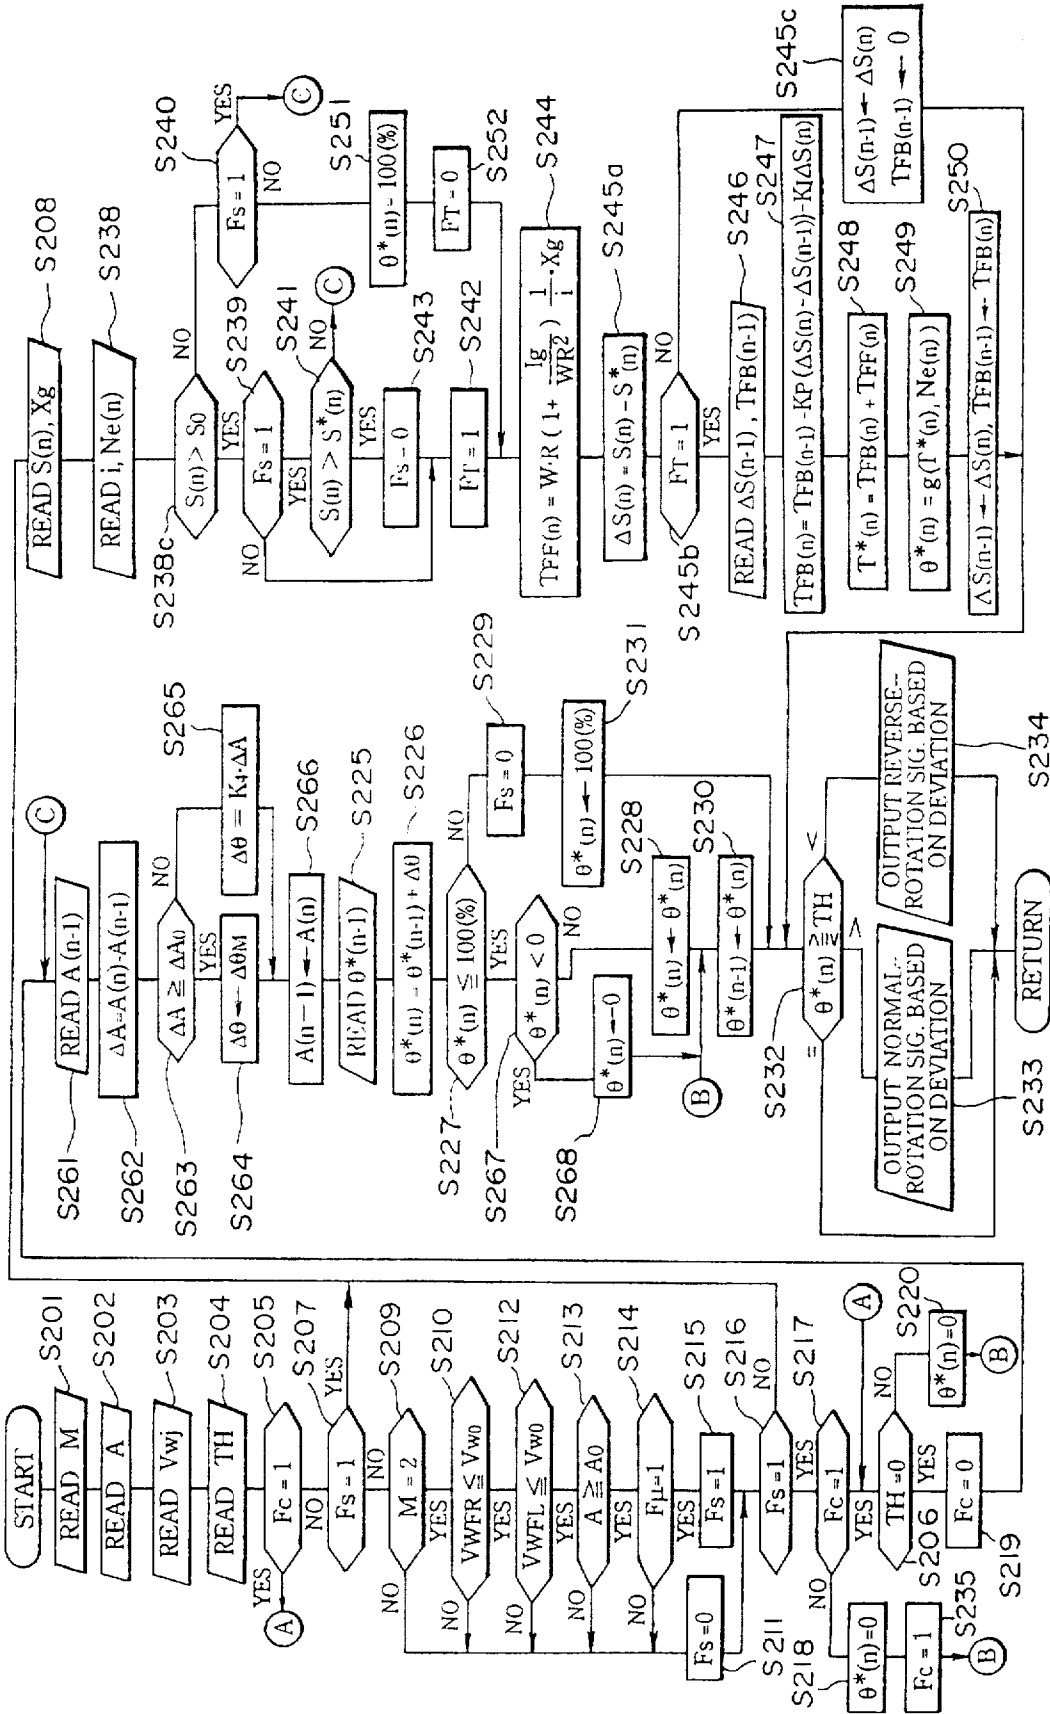 START
READ M
S201
READ A
S202
READ Vwj
S203
READ TH
S204
Fc = 1
S205
YES
A
NO
Fs = 1
S207
YES
NO
M = 2
S209
NO
YES
VWFR ≦ Vw0
S210
NO
YES
VWFL ≦ Vw0
S212
NO
YES
A ≧ A0
S213
NO
YES
Fμ=1
S214
NO
YES
Fs=0
S211
Fs = 1
S215
Fs = 1
S216
NO
YES
Fc = 1
S217
NO
YES
A
θ*(n)=0
S218
TH = 0
S206
NO
YES
θ*(n)=0
S220
B
Fc = 1
S235
B
Fc = 0
S219
C
READ A(n-1)
S261
ΔA=A(n)-A(n-1)
S262
ΔA ≧ ΔA0
S263
NO
YES
Δθ ← ΔθM
S264
Δθ = K4·ΔA
S265
A(n-1) ← A(n)
S266
READ θ*(n-1)
S225
θ*(n) - θ*(n-1) + Δθ
S226
θ*(n) ≦ 100(%)
S227
NO
YES
Fs = 0
S229
θ*(n) < 0
S267
YES
NO
θ*(n) ← 100(%)
S231
θ*(n) ← 0
S268
θ*(n) ← θ*(n)
S228
B
θ*(n-1) ← θ*(n)
S230
θ*(n) ⋛ TH
S232
=
>
<
OUTPUT NORMAL-
ROTATION SIG. BASED
ON DEVIATION
S233
OUTPUT REVERSE-
ROTATION SIG. BASED
ON DEVIATION
S234
RETURN
READ S(n), Xg
S208
READ i, Ne(n)
S238
S(n) > S0
S238c
NO
YES
Fs = 1
S240
YES
C
NO
Fs = 1
S239
NO
YES
S(n) > S*(n)
S241
NO
C
YES
θ*(n) - 100(%)
S251
Fs - 0
S243
FT = 0
S252
FT = 1
S242
TFF(n) = W·R ( 1 + Ig/WR2 ) 1/i · Xg
S244
ΔS(n) = S(n) - S*(n)
S245a
FT = 1
S245b
NO
YES
READ ΔS(n-1), TFB(n-1)
S246
TFB(n)= TFB(n-1) - KP(ΔS(n) - ΔS(n-1)) - KIΔS(n)
S247
T*(n) = TFB(n) + TFF(n)
S248
θ*(n) = g(T*(n), Ne(n))
S249
ΔS(n-1) ← ΔS(n), TFB(n-1) ← TFB(n)
S250
ΔS(n-1) ← ΔS(n)
TFB(n-1) ← 0
S245c